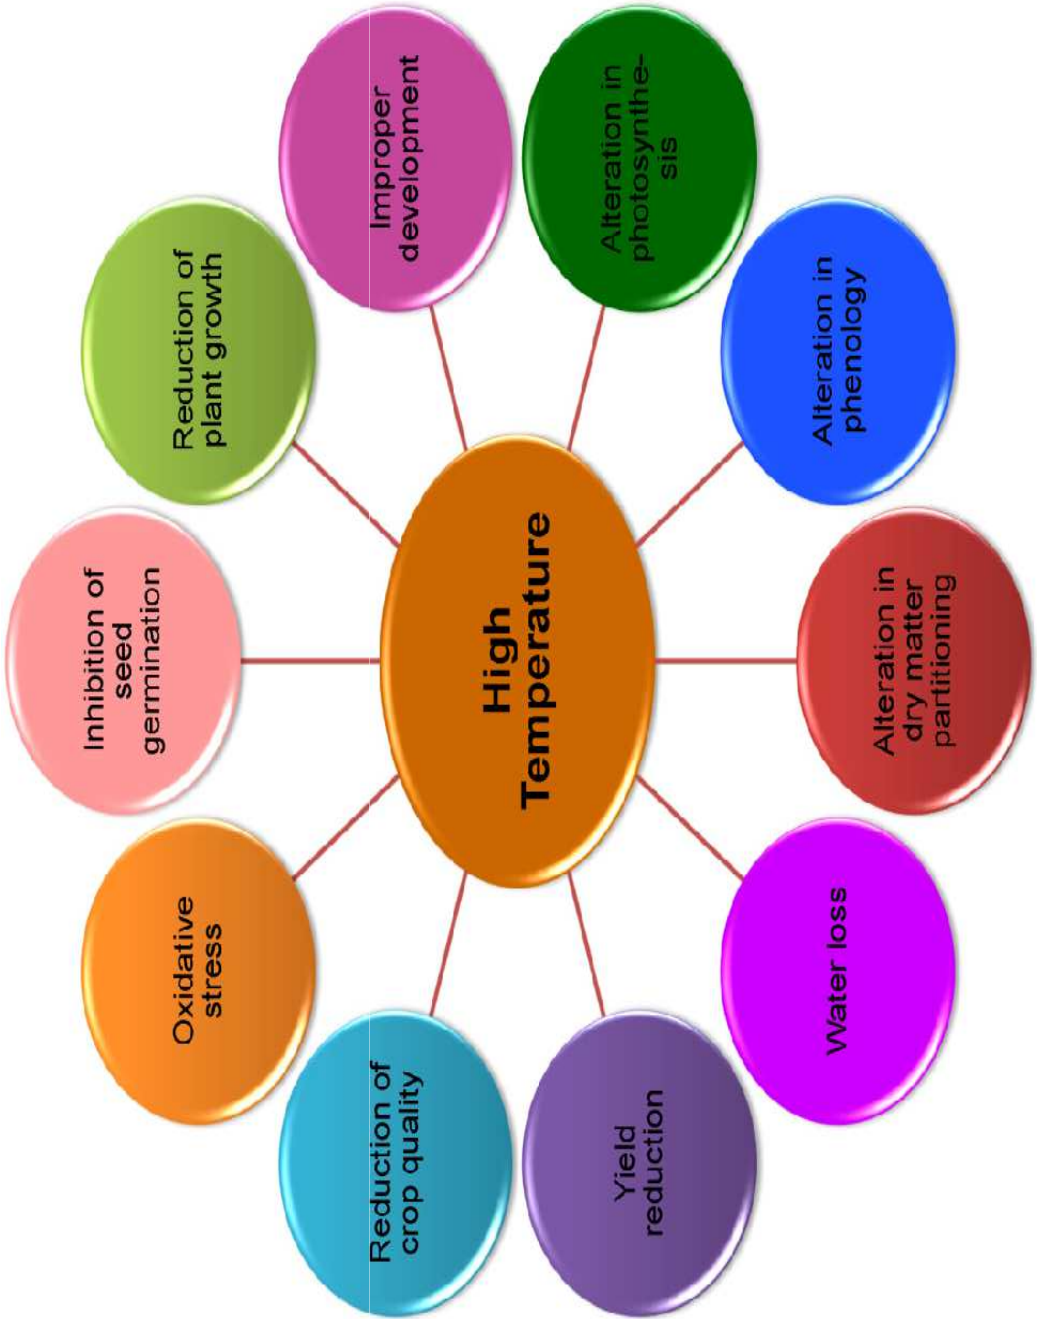 High
Temperature
Inhibition of
seed
germination
Reduction of
plant growth
Improper
development
Alteration in
photosynthe-
sis
Alteration in
phenology
Alteration in
dry matter
partitioning
Water loss
Yield
reduction
Reduction of
crop quality
Oxidative
stress